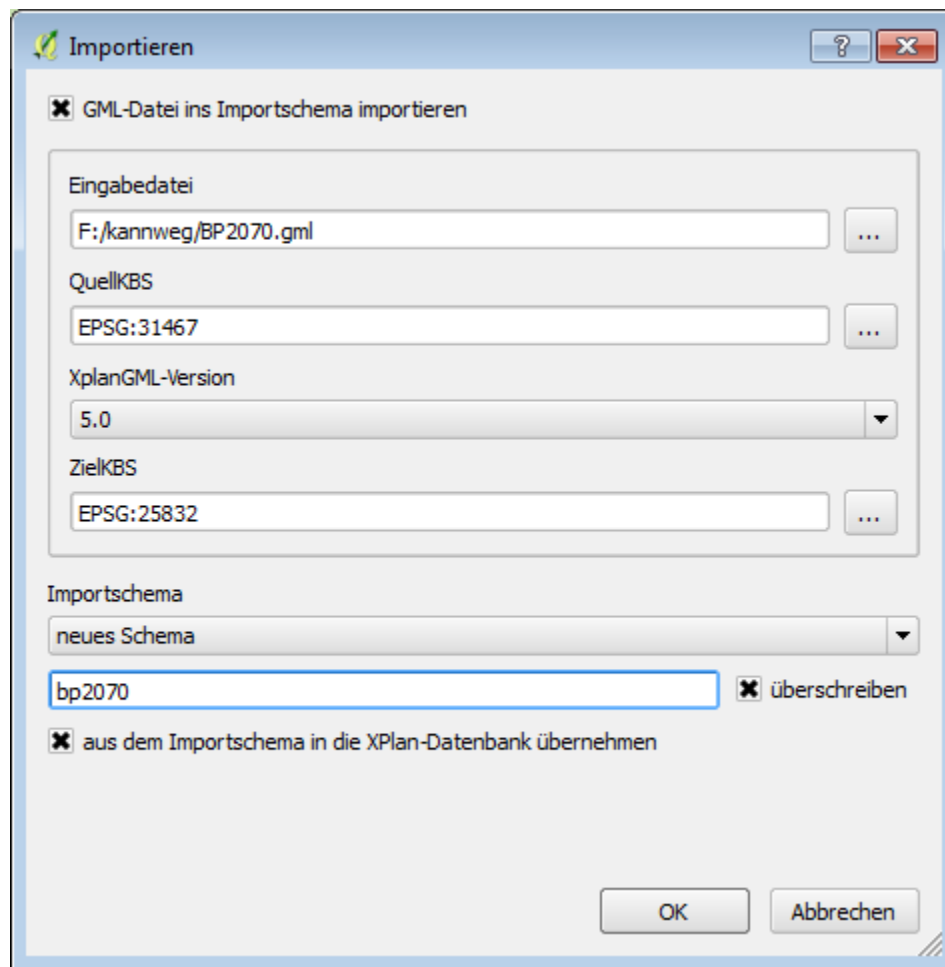 Importieren
GML-Datei ins Importschema importieren
Eingabedatei
F:/kannweg/BP2070.gml
...
QuellKBS
EPSG:31467
...
XplanGML-Version
5.0
ZielKBS
EPSG:25832
...
Importschema
neues Schema
bp2070
überschreiben
aus dem Importschema in die XPlan-Datenbank übernehmen
OK
Abbrechen